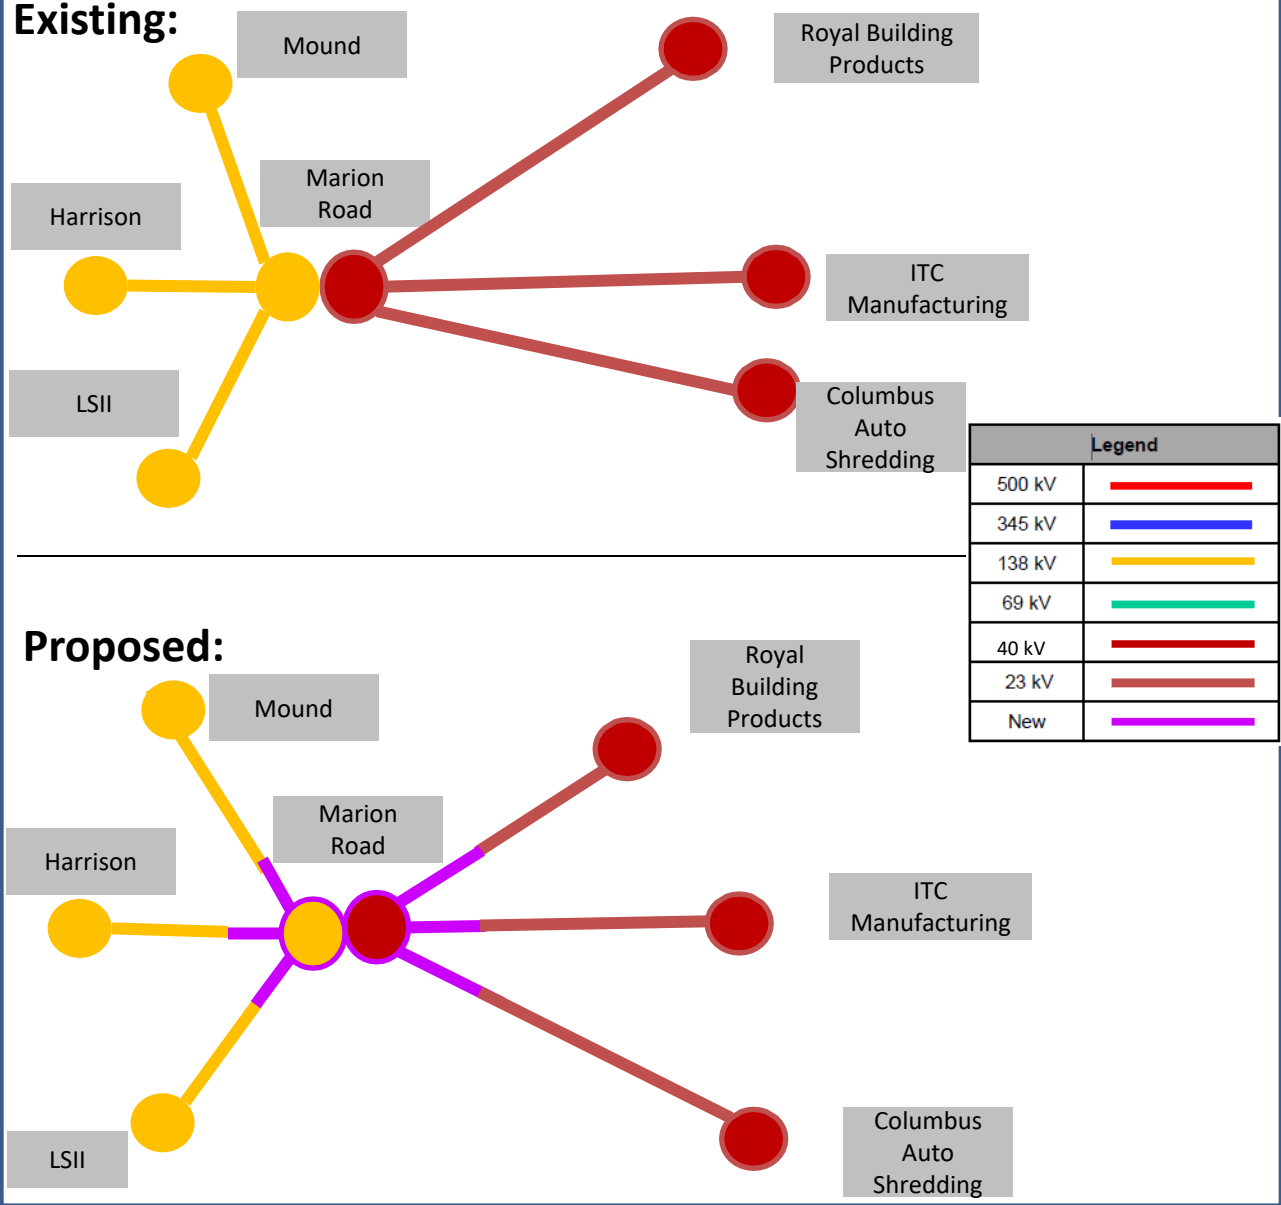 Existing:
Mound
Royal Building
Products
Marion
Road
Harrison
ITC
Manufacturing
LSII
Columbus
Auto
Shredding
Legend
500 kV
345 kV
138 kV
69 kV
40 kV
23 kV
New
Proposed:
Royal
Building
Products
Mound
Marion
Road
Harrison
ITC
Manufacturing
LSII
Columbus
Auto
Shredding